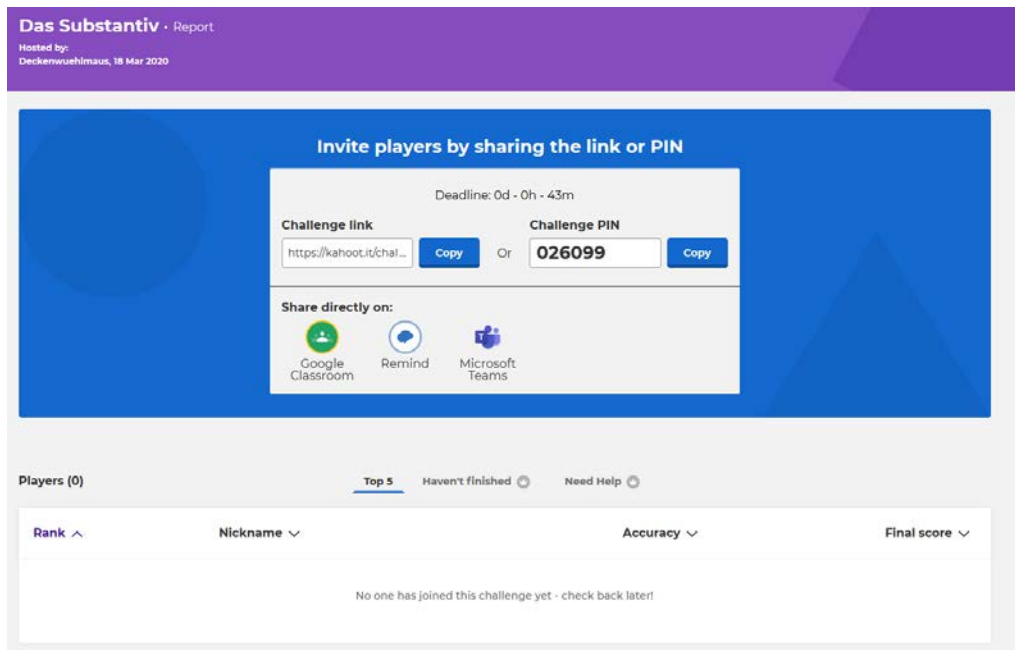 Das Substantiv · Report
Hosted by:
Deckenwuehlmaus, 18 Mar 2020
Invite players by sharing the link or PIN
Deadline: 0d - 0h - 43m
Challenge link
Challenge PIN
https://kahoot.it/chal... Copy Or 026099 Copy
Share directly on:
Google Classroom
Remind
Microsoft Teams
Players (0)
Top 5 Haven't finished Need Help
Rank Nickname Accuracy Final score
No one has joined this challenge yet - check back later!